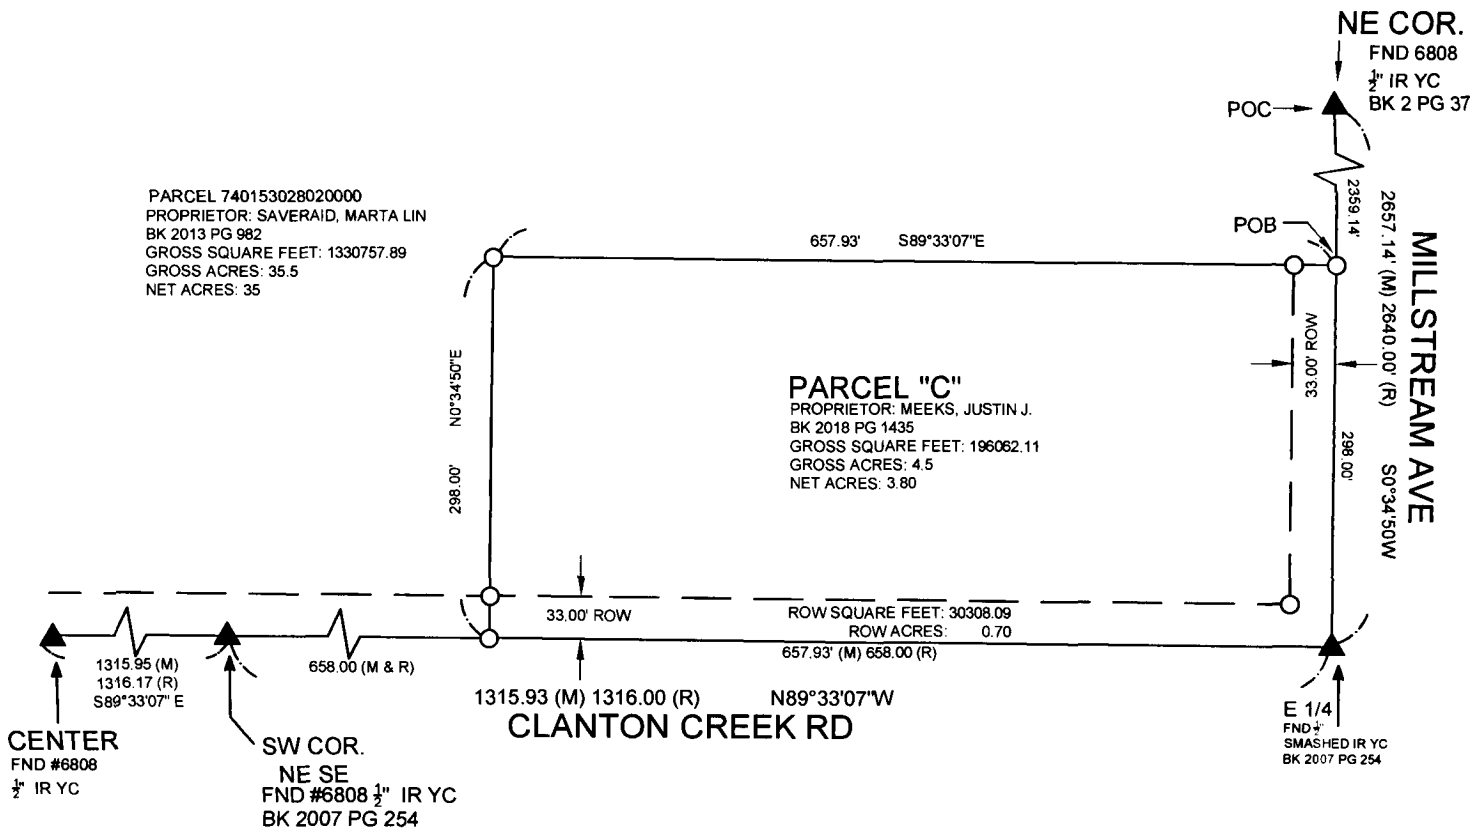 NE COR.
FND 6808
½" IR YC
BK 2 PG 37
POC
PARCEL 740153028020000
PROPRIETOR: SAVERAID, MARTA LIN
BK 2013 PG 982
GROSS SQUARE FEET: 1330757.89
GROSS ACRES: 35.5
NET ACRES: 35
POB
657.93' S89°33'07"E
2359.14'
2657.14' (M) 2640.00' (R) S0°34'50W
MILLSTREAM AVE
33.00' ROW
298.00'
298.00' N0°34'50"E
PARCEL "C"
PROPRIETOR: MEEKS, JUSTIN J.
BK 2018 PG 1435
GROSS SQUARE FEET: 196062.11
GROSS ACRES: 4.5
NET ACRES: 3.80
33.00' ROW
ROW SQUARE FEET: 30308.09
ROW ACRES: 0.70
657.93' (M) 658.00 (R)
1315.95 (M)
1316.17 (R)
S89°33'07" E
658.00 (M & R)
1315.93 (M) 1316.00 (R) N89°33'07"W
CLANTON CREEK RD
CENTER
FND #6808
½" IR YC
SW COR.
NE SE
FND #6808 ½" IR YC
BK 2007 PG 254
E 1/4
FND ½"
SMASHED IR YC
BK 2007 PG 254